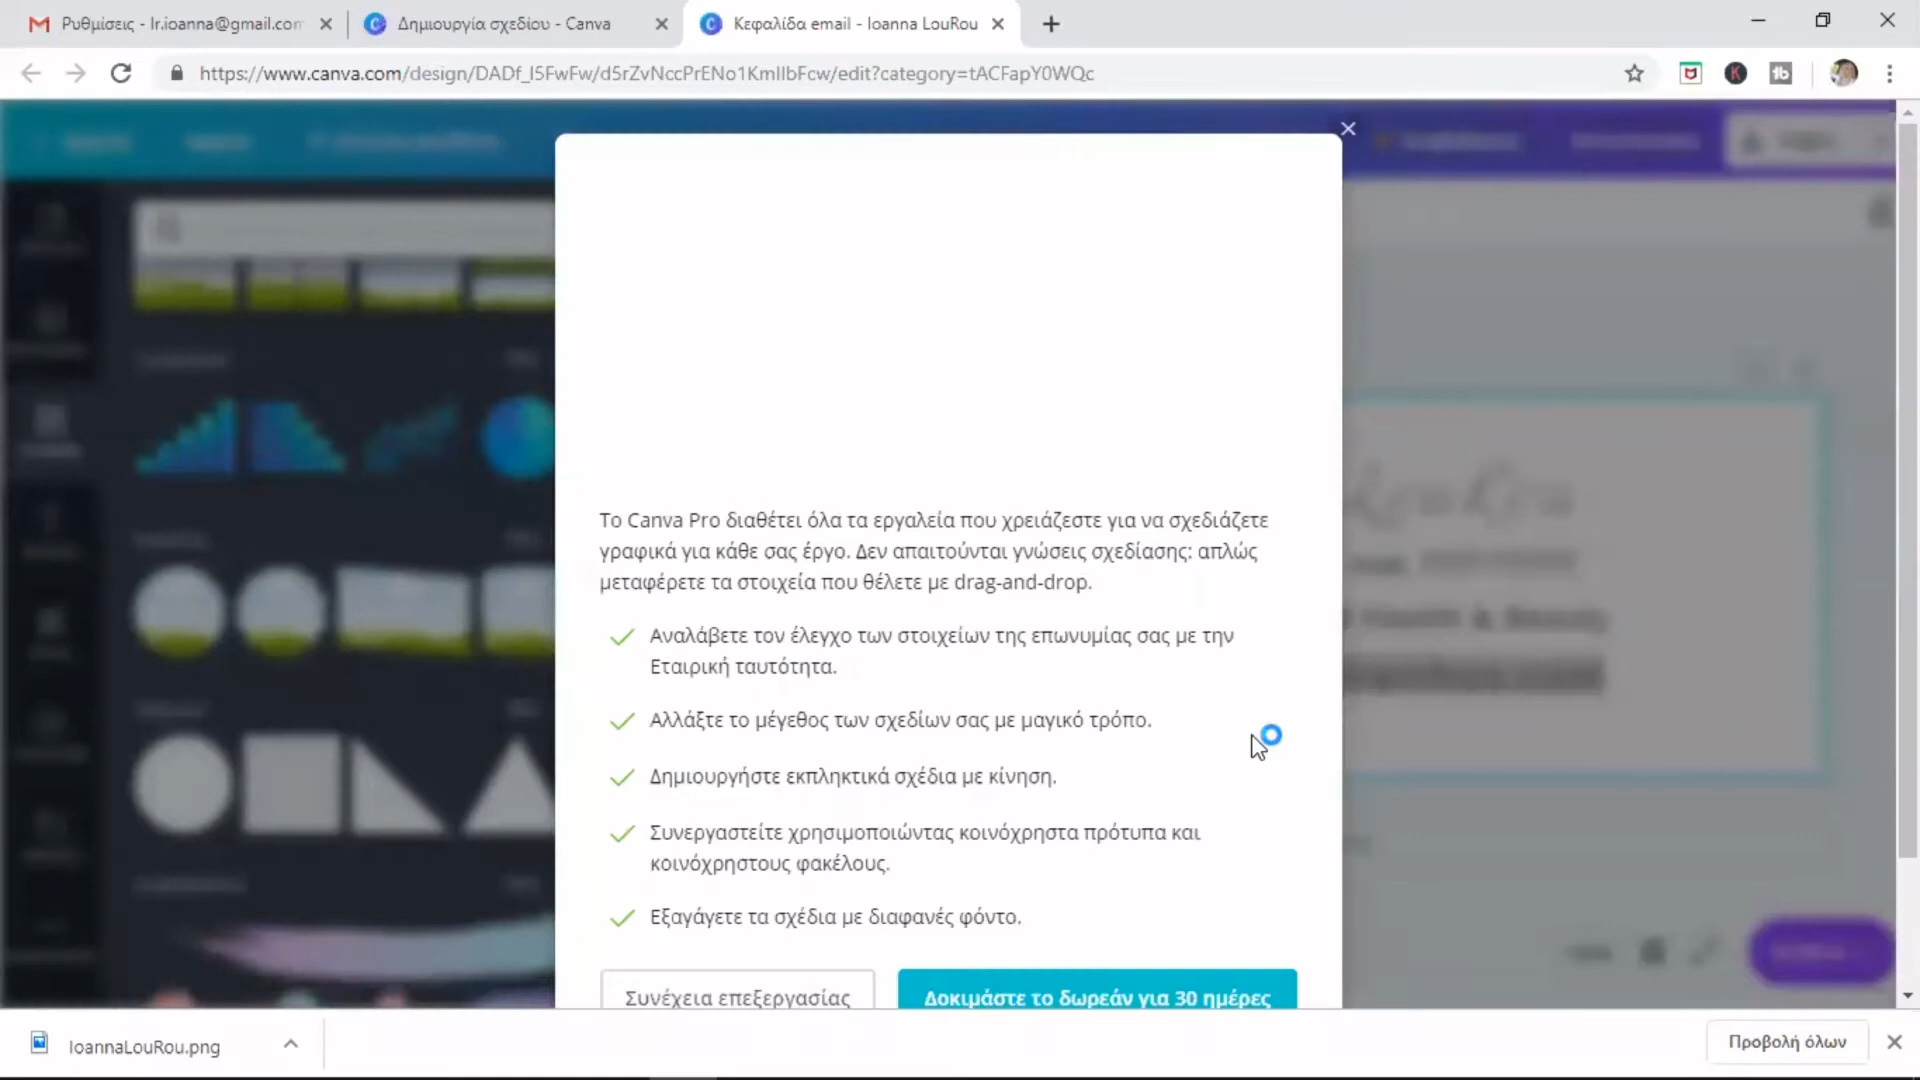 Ρυθμίσεις - lr.ioanna@gmail.com
Δημιουργία σχεδίου - Canva
Κεφαλίδα email - Ioanna LouRou
https://www.canva.com/design/DADf_I5FwFw/d5rZvNccPrENo1KmIIbFcw/edit?category=tACFapY0WQc
Το Canva Pro διαθέτει όλα τα εργαλεία που χρειάζεστε για να σχεδιάζετε
γραφικά για κάθε σας έργο. Δεν απαιτούνται γνώσεις σχεδίασης: απλώς
μεταφέρετε τα στοιχεία που θέλετε με drag-and-drop.
Αναλάβετε τον έλεγχο των στοιχείων της επωνυμίας σας με την
Εταιρική ταυτότητα.
Αλλάξτε το μέγεθος των σχεδίων σας με μαγικό τρόπο.
Δημιουργήστε εκπληκτικά σχέδια με κίνηση.
Συνεργαστείτε χρησιμοποιώντας κοινόχρηστα πρότυπα και
κοινόχρηστους φακέλους.
Εξαγάγετε τα σχέδια με διαφανές φόντο.
Συνέχεια επεξεργασίας
Δοκιμάστε το δωρεάν για 30 ημέρες
IoannaLouRou.png
Προβολή όλων